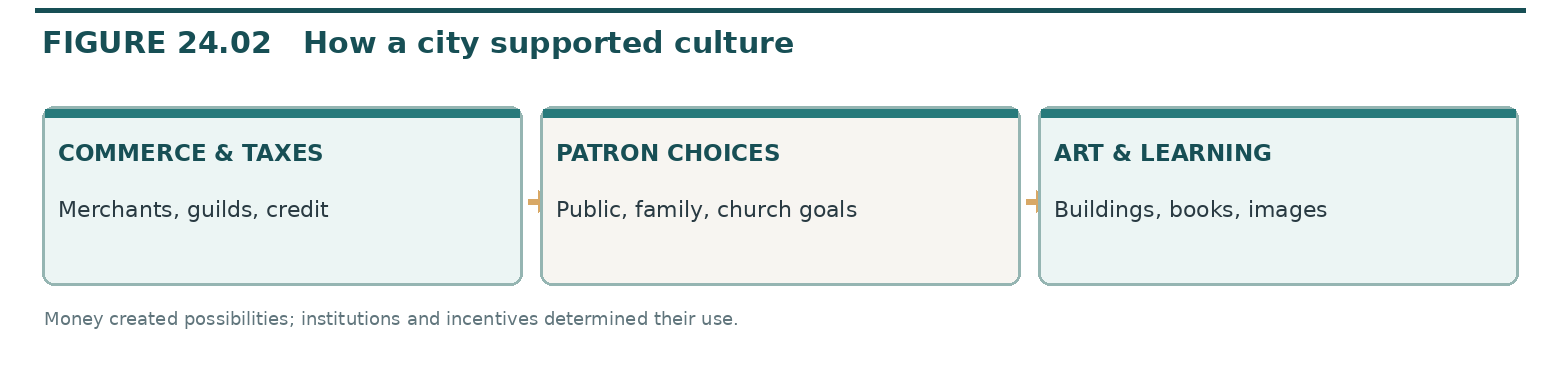 FIGURE 24.02 How a city supported culture
COMMERCE & TAXES
Merchants, guilds, credit
PATRON CHOICES
Public, family, church goals
ART & LEARNING
Buildings, books, images
Money created possibilities; institutions and incentives determined their use.